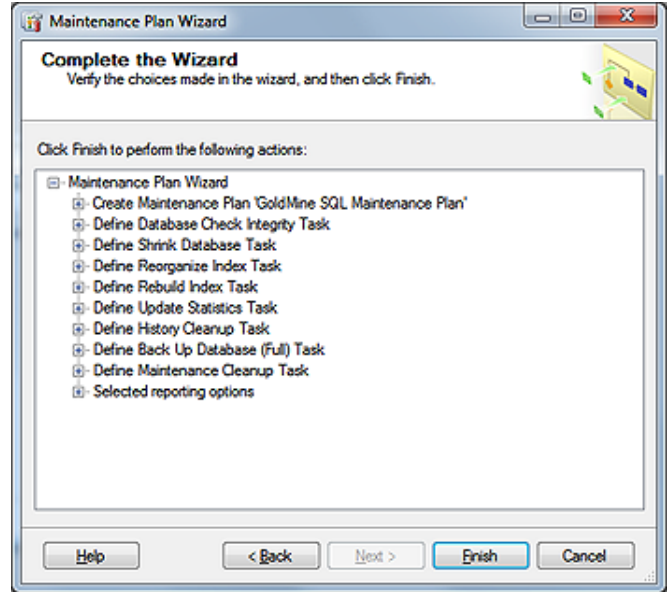 Maintenance Plan Wizard
Complete the Wizard
Verify the choices made in the wizard, and then click Finish.
Click Finish to perform the following actions:
Maintenance Plan Wizard
Create Maintenance Plan 'GoldMine SQL Maintenance Plan'
Define Database Check Integrity Task
Define Shrink Database Task
Define Reorganize Index Task
Define Rebuild Index Task
Define Update Statistics Task
Define History Cleanup Task
Define Back Up Database (Full) Task
Define Maintenance Cleanup Task
Selected reporting options
Help
< Back
Next >
Finish
Cancel